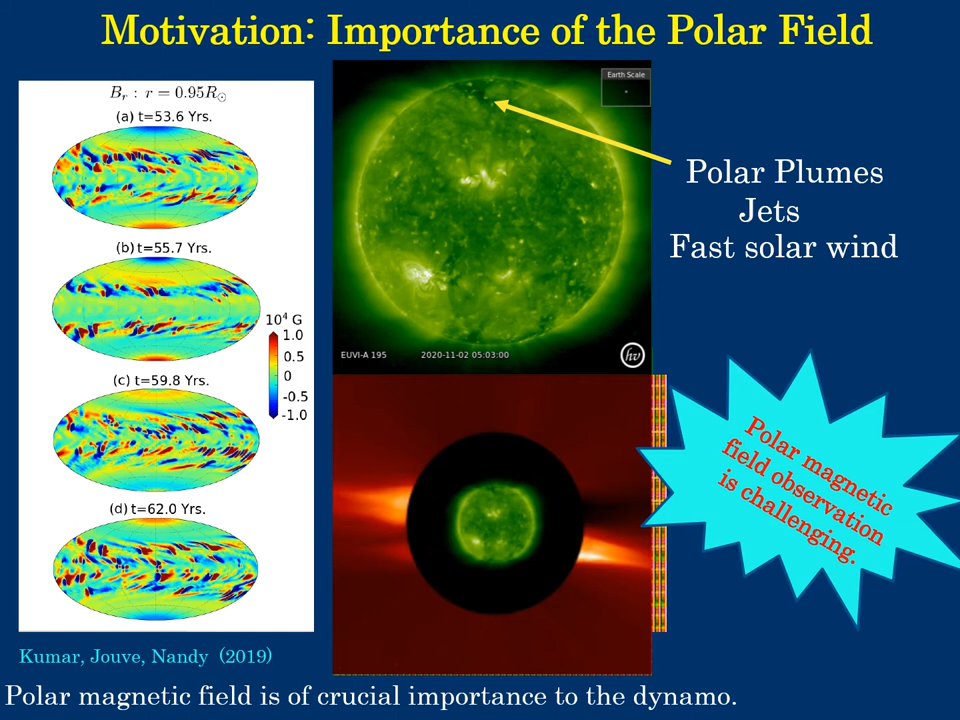 Motivation: Importance of the Polar Field
B_r : r = 0.95R_⊙
(a) t=53.6 Yrs.
(b) t=55.7 Yrs.
10^4 G
1.0
0.5
0
-0.5
-1.0
(c) t=59.8 Yrs.
(d) t=62.0 Yrs.
Kumar, Jouve, Nandy (2019)
Earth Scale
EUVI-A 195 2020-11-02 05:03:00
hv
Polar Plumes
Jets
Fast solar wind
Polar magnetic
field observation
is challenging.
Polar magnetic field is of crucial importance to the dynamo.